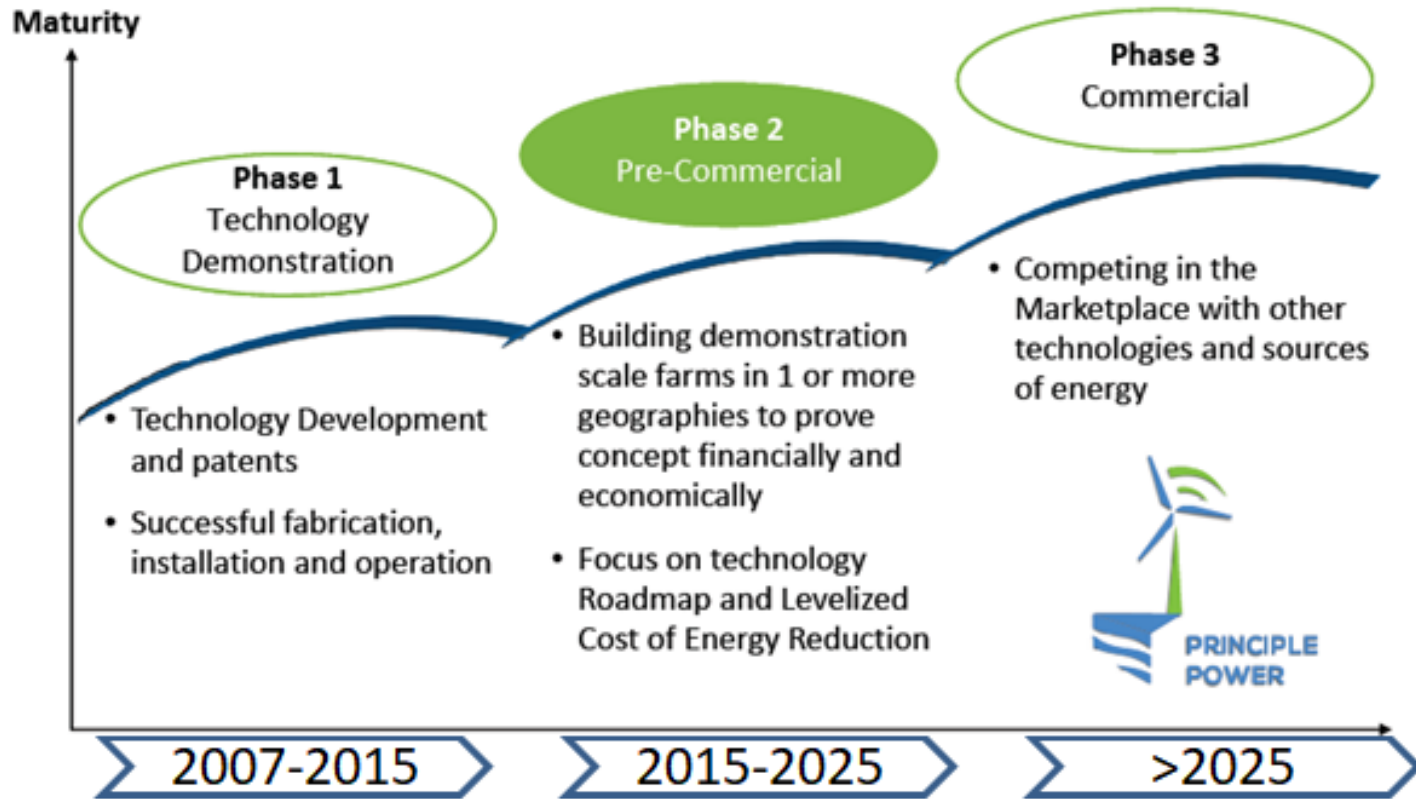 Maturity
Phase 1
Technology
Demonstration
Phase 2
Pre-Commercial
Phase 3
Commercial
• Technology Development
and patents
• Successful fabrication,
installation and operation
• Building demonstration
scale farms in 1 or more
geographies to prove
concept financially and
economically
• Focus on technology
Roadmap and Levelized
Cost of Energy Reduction
• Competing in the
Marketplace with other
technologies and sources
of energy
PRINCIPLE
POWER
2007-2015
2015-2025
>2025